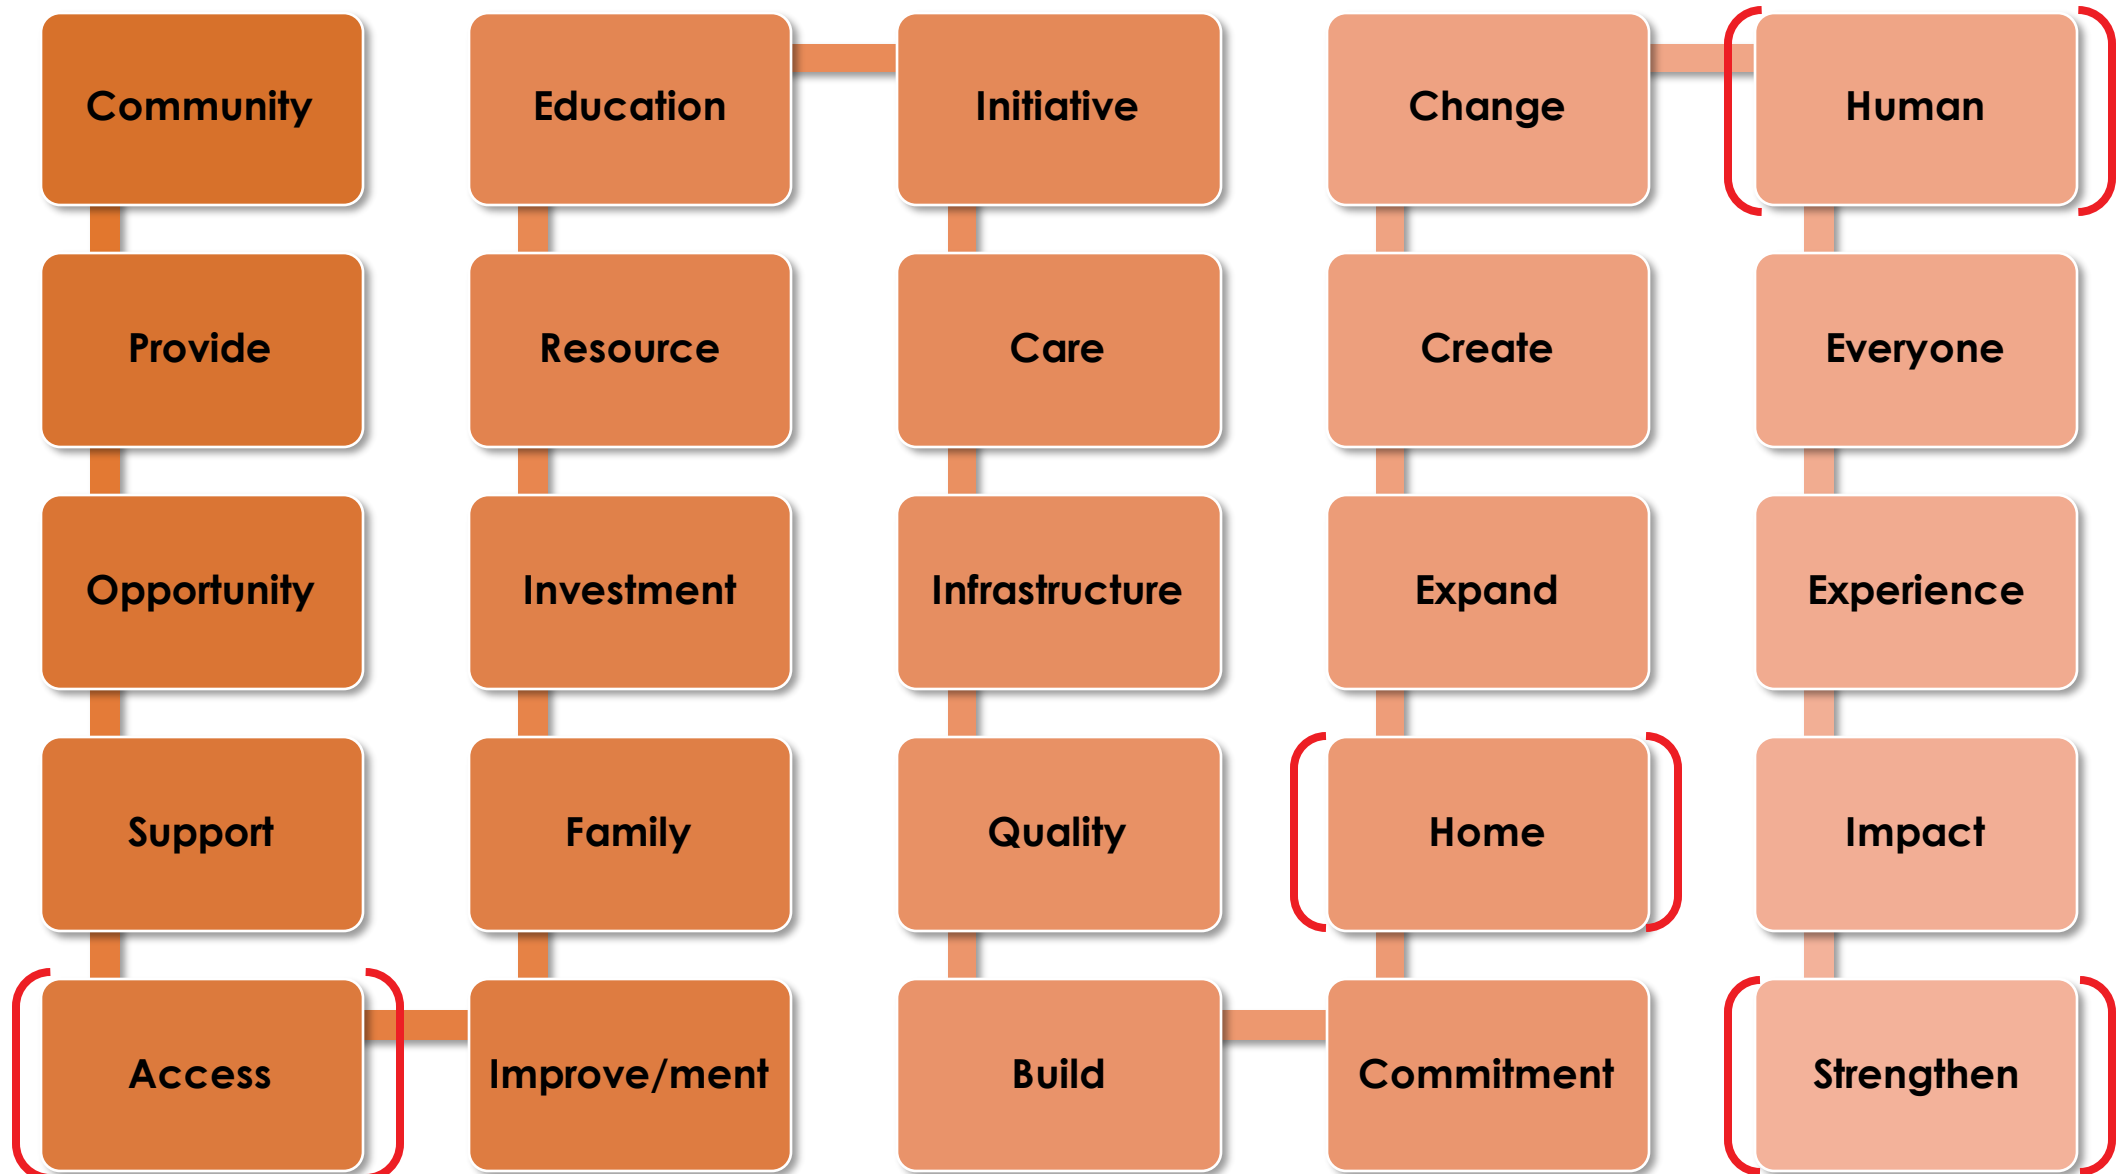 Community
Provide
Opportunity
Support
Access
Improve/ment
Family
Investment
Resource
Education
Initiative
Care
Infrastructure
Quality
Build
Commitment
Home
Expand
Create
Change
Human
Everyone
Experience
Impact
Strengthen